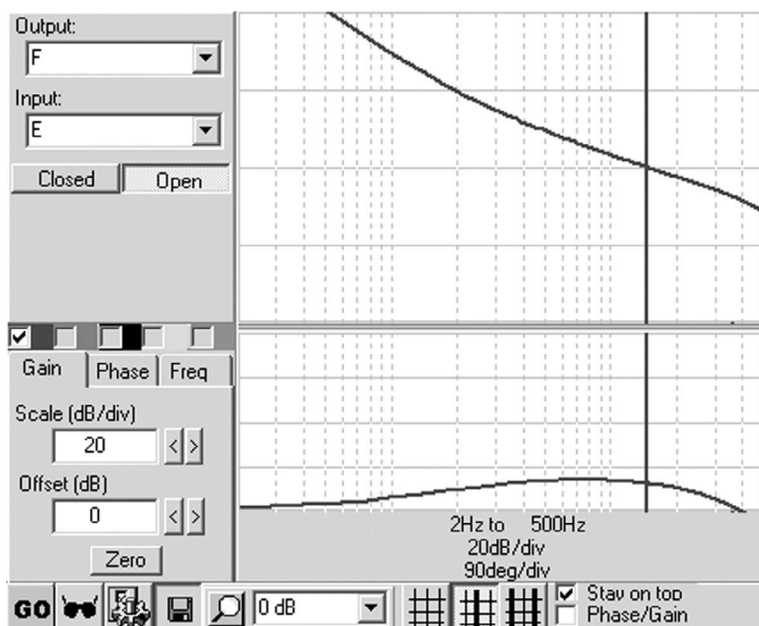 Output:
F
Input:
E
Closed Open
Gain Phase Freq
Scale (dB/div)
20 < >
Offset (dB)
0 < >
Zero
2Hz to 500Hz
20dB/div
90deg/div
GO 0 dB Stay on top
Phase/Gain